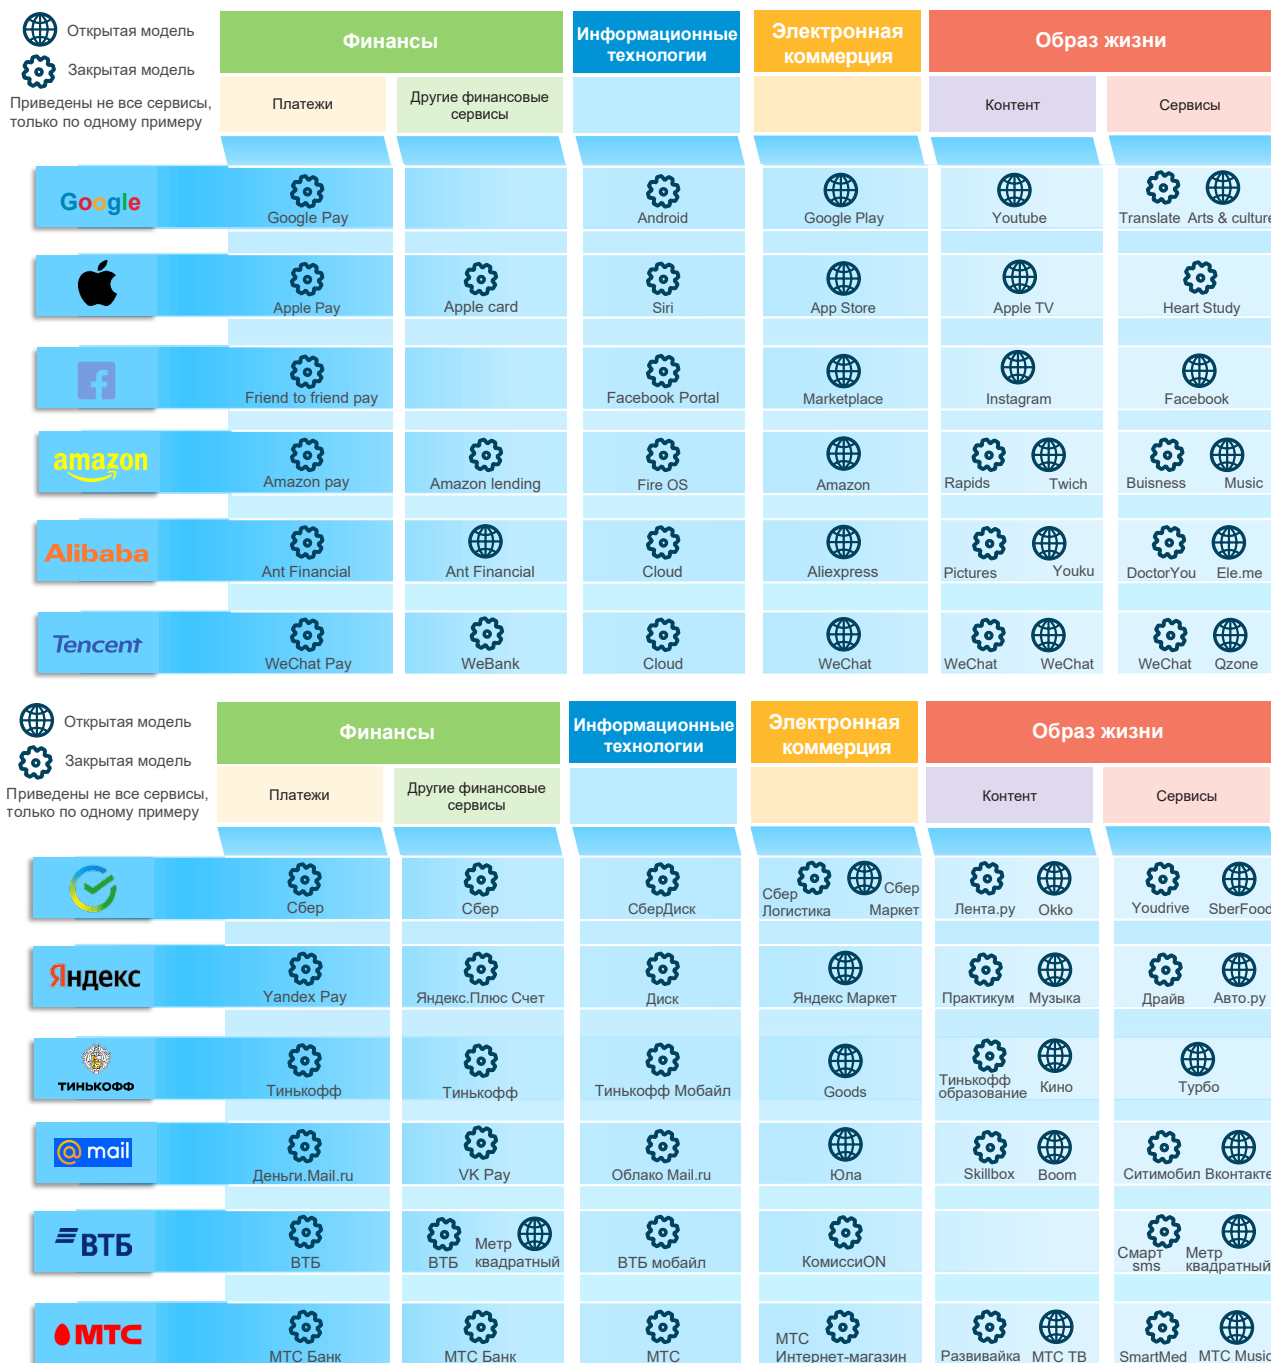 Открытая модель
Закрытая модель
Приведены не все сервисы,
только по одному примеру
Финансы
Информационные
технологии
Электронная
коммерция
Образ жизни
Платежи
Другие финансовые
сервисы
Контент
Сервисы
Google
Google Pay
Android
Google Play
Youtube
Translate Arts & culture
Apple Pay
Apple card
Siri
App Store
Apple TV
Heart Study
Friend to friend pay
Facebook Portal
Marketplace
Instagram
Facebook
amazon
Amazon pay
Amazon lending
Fire OS
Amazon
Rapids Twich
Buisness Music
Alibaba
Ant Financial
Ant Financial
Cloud
Aliexpress
Pictures Youku
DoctorYou Ele.me
Tencent
WeChat Pay
WeBank
Cloud
WeChat
WeChat WeChat
WeChat Qzone
Открытая модель
Закрытая модель
Приведены не все сервисы,
только по одному примеру
Финансы
Информационные
технологии
Электронная
коммерция
Образ жизни
Платежи
Другие финансовые
сервисы
Контент
Сервисы
Сбер
Сбер
СберДиск
Сбер
Логистика
Сбер
Маркет
Лента.ру Okko
Youdrive SberFood
Яндекс
Yandex Pay
Яндекс.Плюс Счет
Диск
Яндекс Маркет
Практикум Музыка
Драйв Авто.ру
ТИНЬКОФФ
Тинькофф
Тинькофф
Тинькофф Мобайл
Goods
Тинькофф
образование
Кино
Турбо
@mail
Деньги.Mail.ru
VK Pay
Облако Mail.ru
Юла
Skillbox Boom
Ситимобил Вконтакте
ВТБ
ВТБ
ВТБ
Метр
квадратный
ВТБ мобайл
КомиссиON
Смарт
sms
Метр
квадратный
МТС
МТС Банк
МТС Банк
МТС
МТС
Интернет-магазин
Развивайка МТС ТВ
SmartMed МТС Music